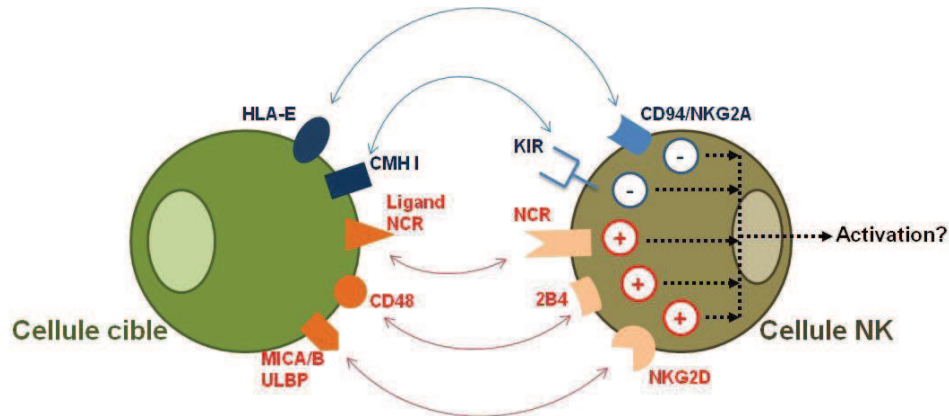 HLA-E
CD94/NKG2A
CMH I
KIR
-
-
Ligand
NCR
NCR
+
Activation?
CD48
2B4
+
+
Cellule cible
Cellule NK
MICA/B
ULBP
NKG2D